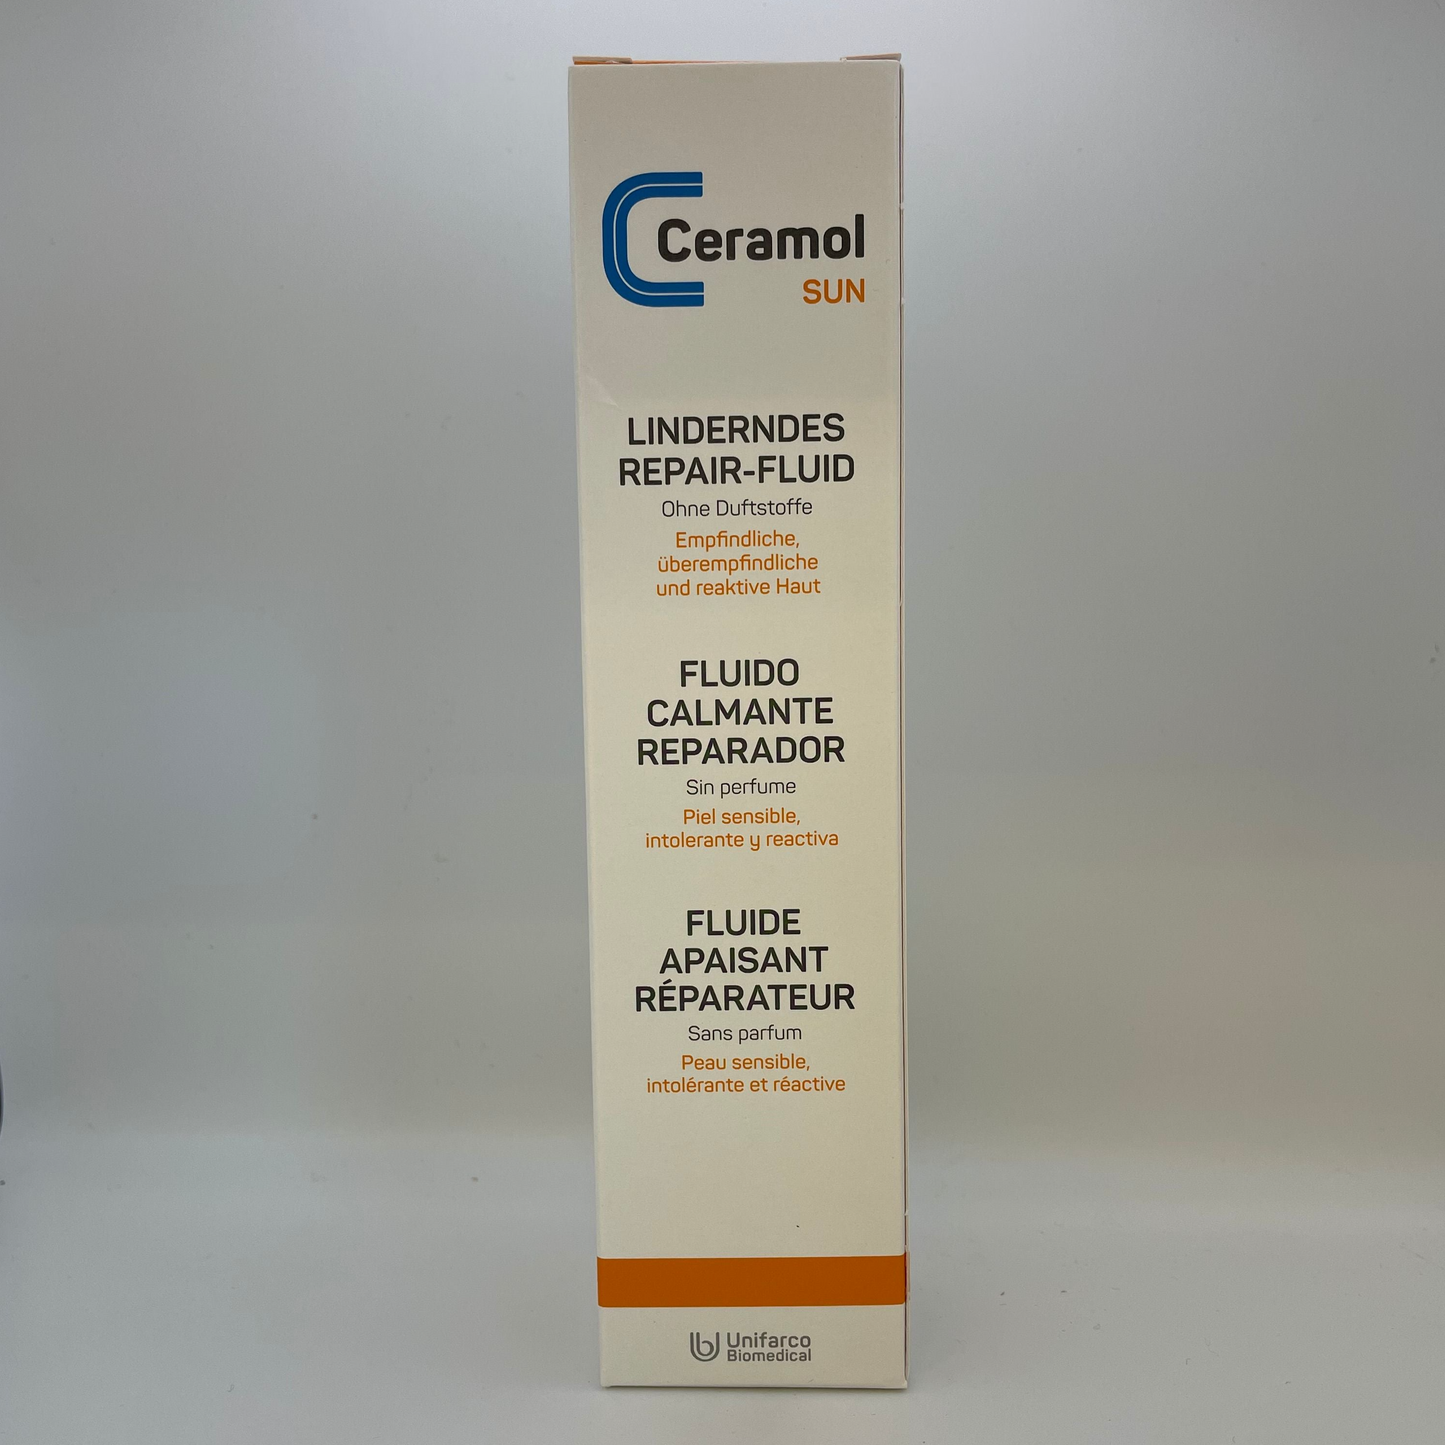 Ceramol
SUN
LINDERNDES
REPAIR-FLUID
Ohne Duftstoffe
Empfindliche,
überempfindliche
und reaktive Haut
FLUIDO
CALMANTE
REPARADOR
Sin perfume
Piel sensible,
intolerante y reactiva
FLUIDE
APAISANT
RÉPARATEUR
Sans parfum
Peau sensible,
intolérante et réactive
Unifarco
Biomedical